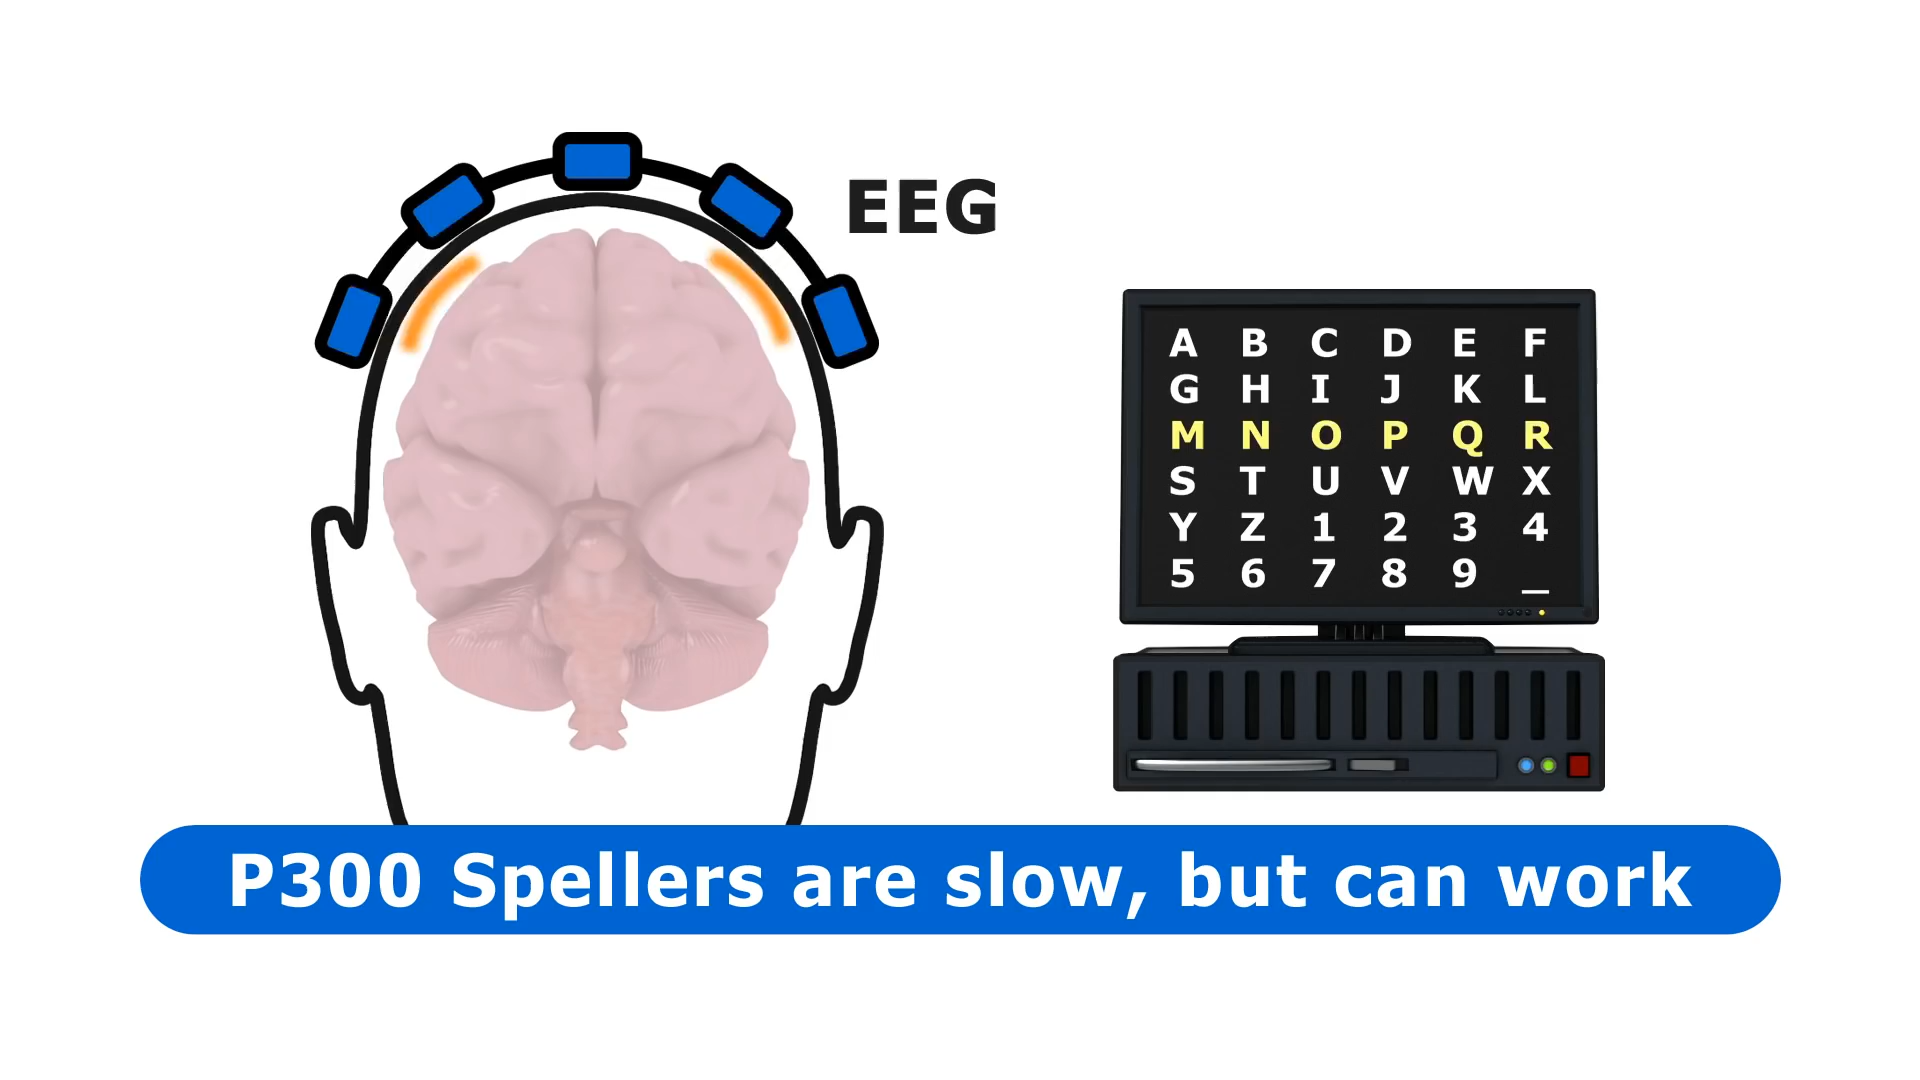 EEG
A B C D E F
G H I J K L
M N O P Q R
S T U V W X
Y Z 1 2 3 4
5 6 7 8 9 _
P300 Spellers are slow, but can work